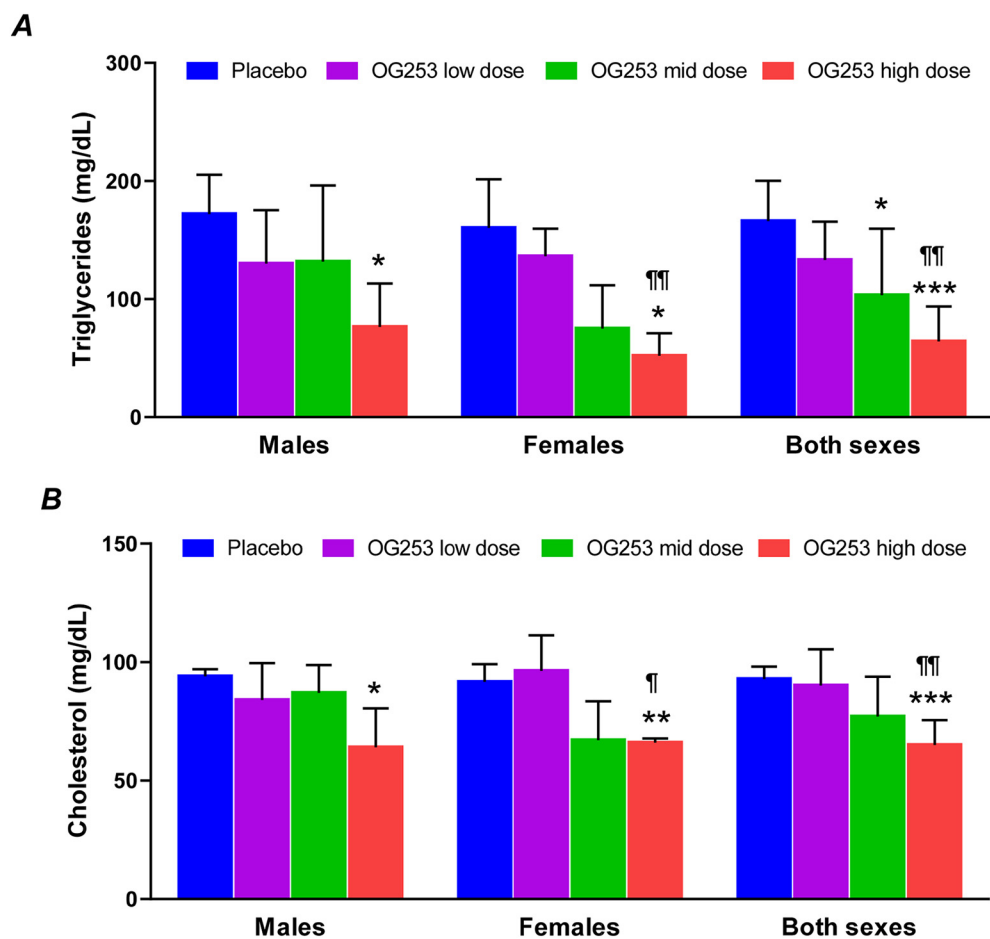 A
300
Placebo OG253 low dose OG253 mid dose OG253 high dose
Triglycerides (mg/dL)
200
*
¶¶
¶¶
*
*
***
100
0
Males Females Both sexes
B
150
Placebo OG253 low dose OG253 mid dose OG253 high dose
Cholesterol (mg/dL)
100
¶
¶¶
*
**
***
50
0
Males Females Both sexes